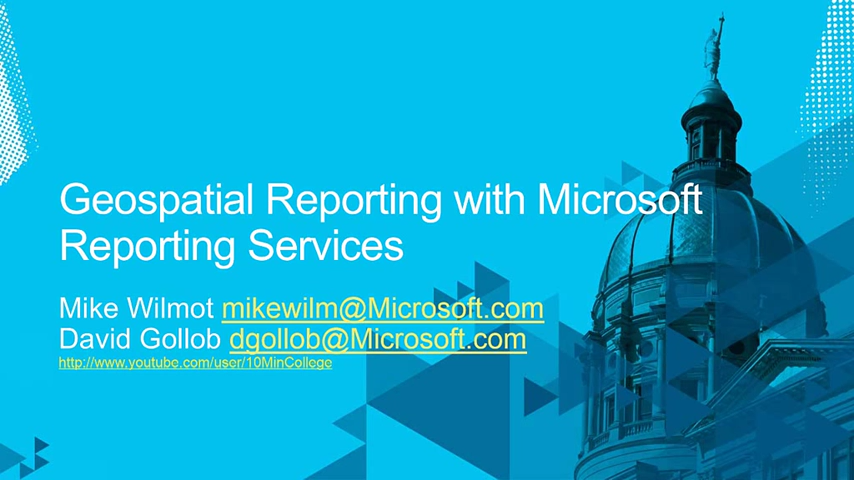 Geospatial Reporting with Microsoft
Reporting Services
Mike Wilmot mikewilm@Microsoft.com
David Gollob dgollob@Microsoft.com
http://www.youtube.com/user/10MinCollege